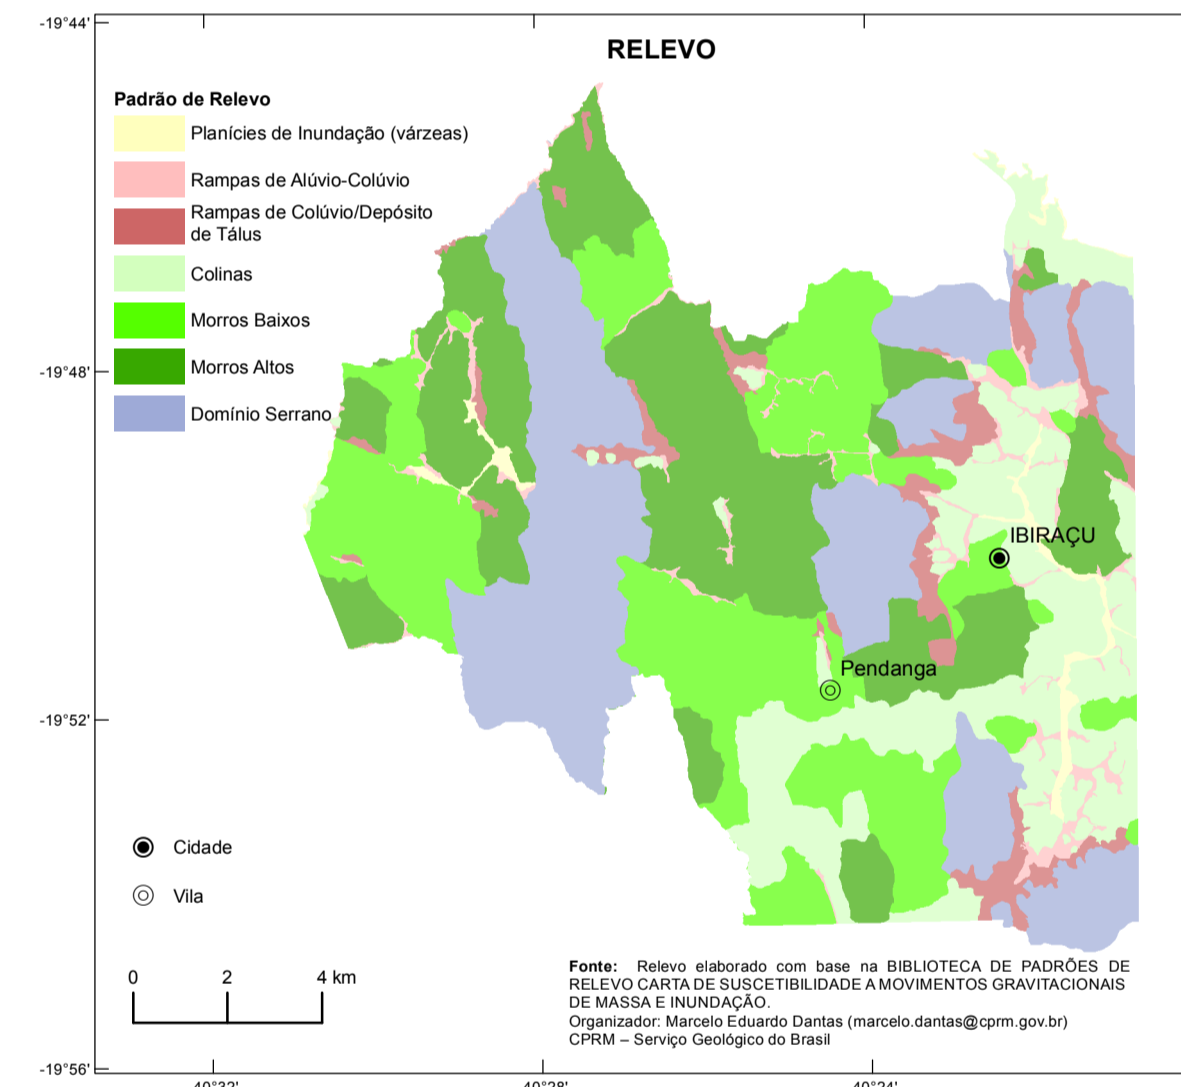 -19°44'
RELEVO
Padrão de Relevo
Planícies de Inundação (várzeas)
Rampas de Alúvio-Colúvio
Rampas de Colúvio/Depósito
de Tálus
Colinas
Morros Baixos
Morros Altos
Domínio Serrano
-19°48'
IBIRAÇU
Pendanga
-19°52'
Cidade
Vila
0 2 4 km
Fonte: Relevo elaborado com base na BIBLIOTECA DE PADRÕES DE
RELEVO CARTA DE SUSCETIBILIDADE A MOVIMENTOS GRAVITACIONAIS
DE MASSA E INUNDAÇÃO.
Organizador: Marcelo Eduardo Dantas (marcelo.dantas@cprm.gov.br)
CPRM – Serviço Geológico do Brasil
-19°56'